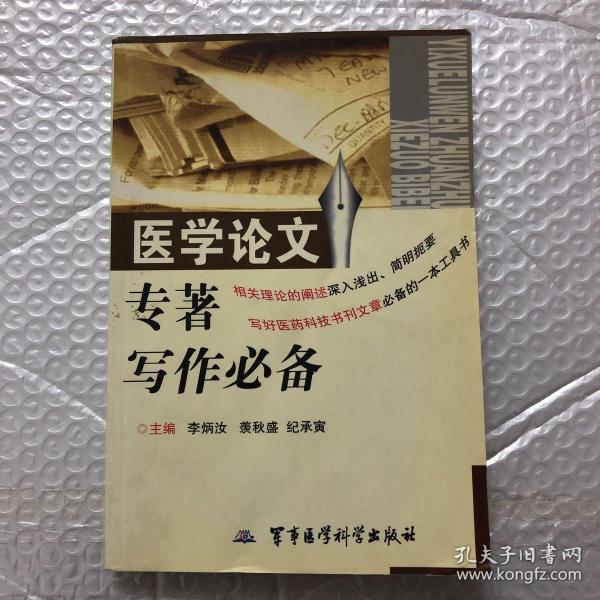 YIXUELUNWEN ZHUANZHU
XIEZUO BIBEI
DEC.
QUANTITY
医学论文
专著
写作必备
相关理论的阐述深入浅出、简明扼要
写好医药科技书刊文章必备的一本工具书
◎主编 李炳汝 羡秋盛 纪承寅
军事医学科学出版社
孔夫子旧书网
www.kongfz.com